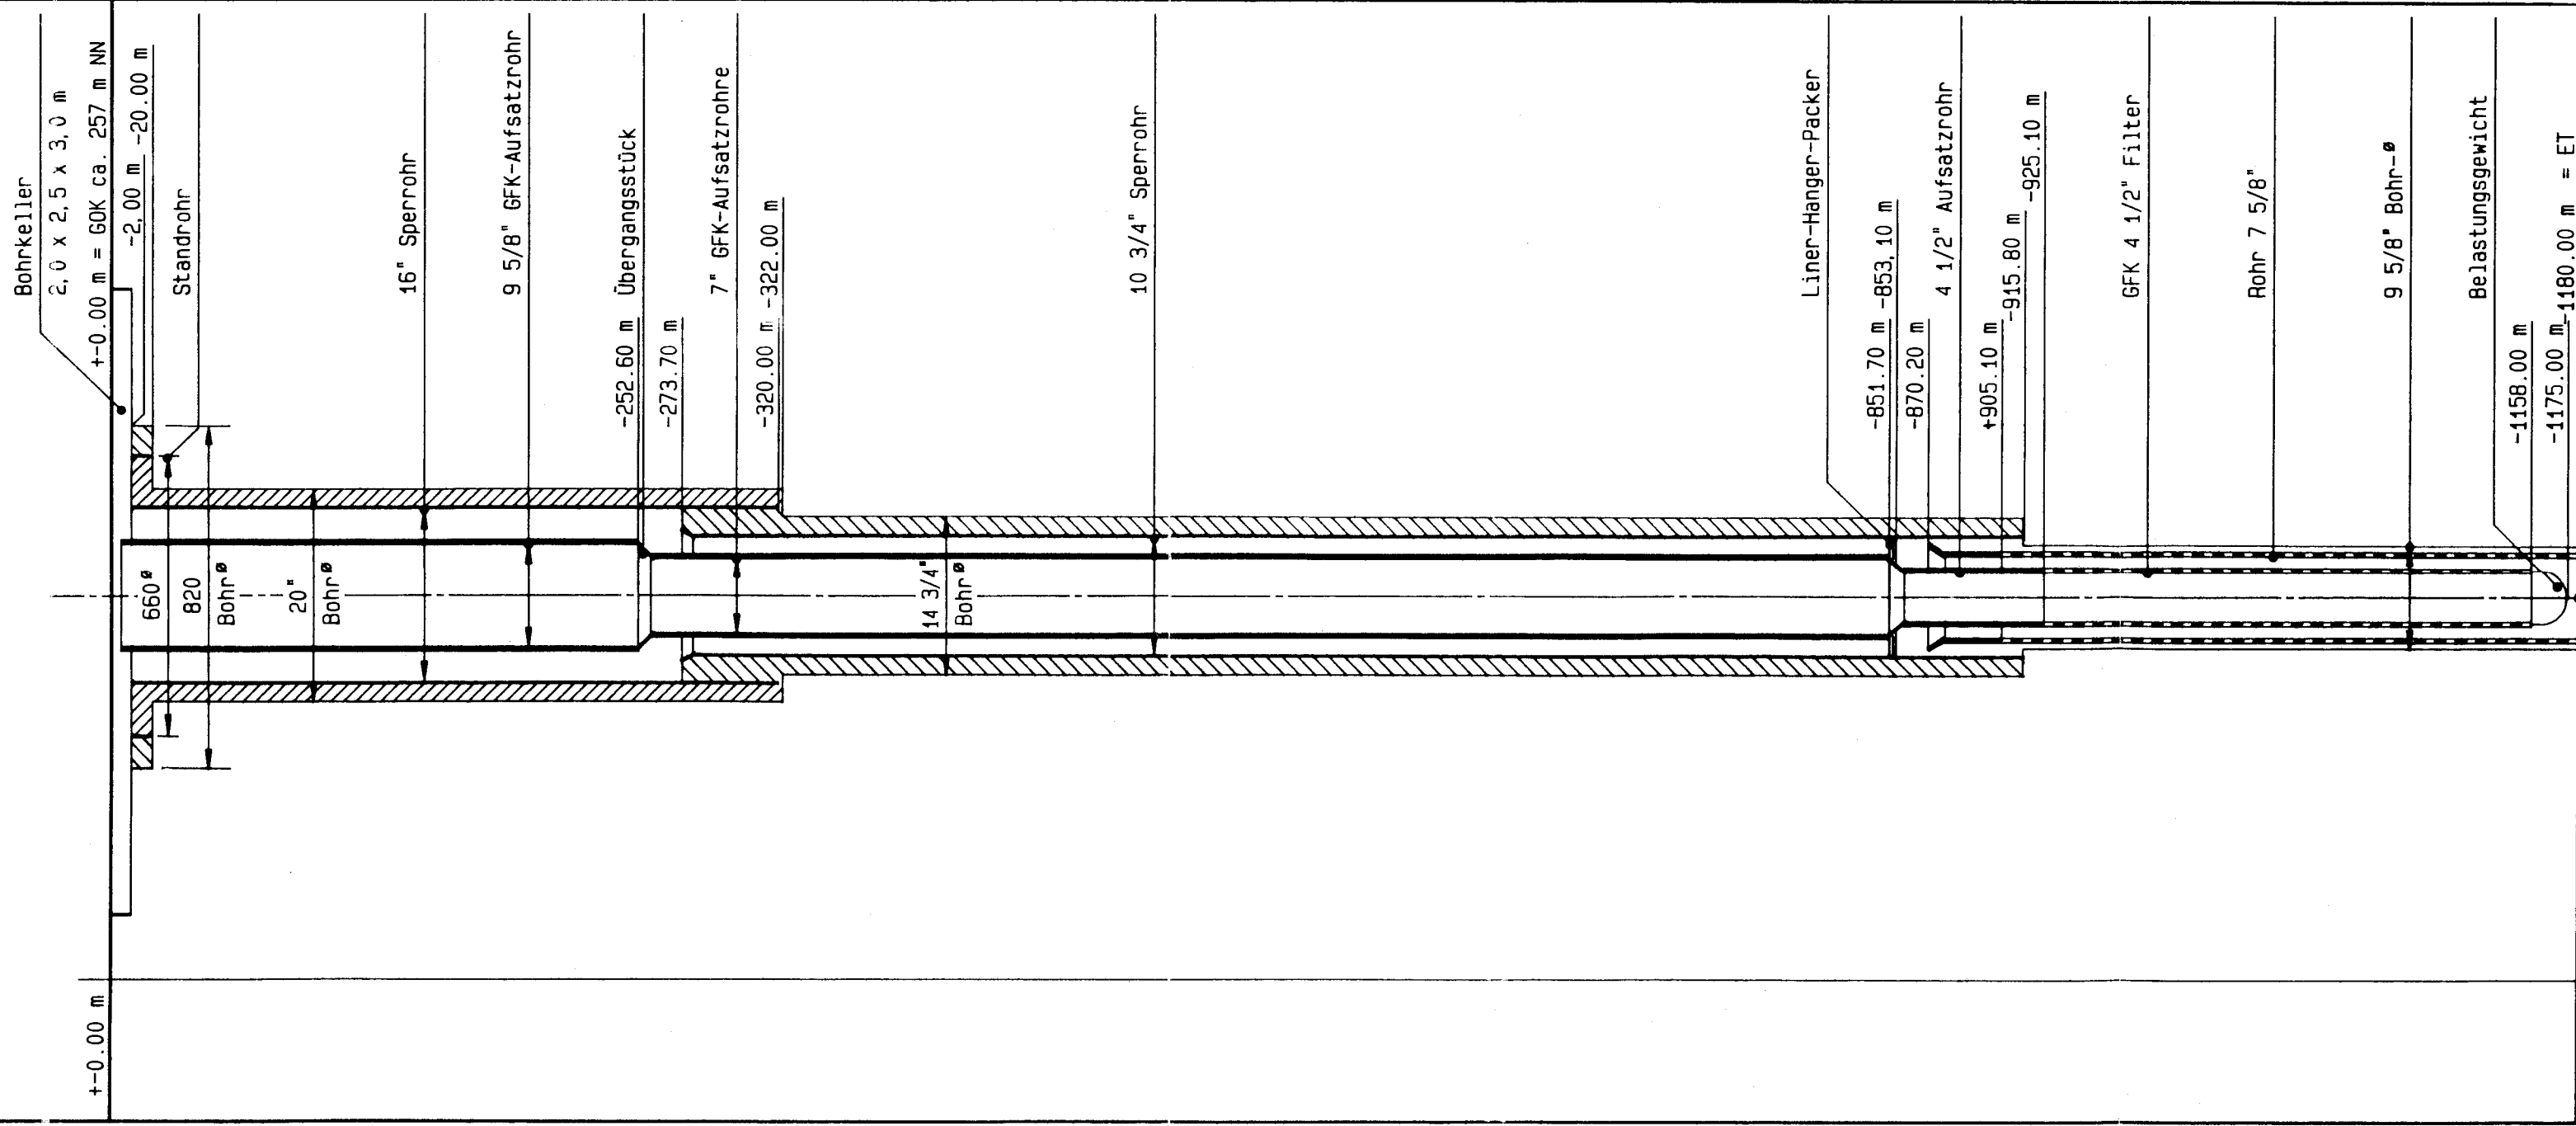 Bohrkeller
2,0 x 2,5 x 3,0 m
+-0.00 m = GOK ca. 257 m NN
-2,00 m
-20.00 m
Standrohr
16" Sperrohr
9 5/8" GFK-Aufsatzrohr
-252.60 m
Übergangsstück
-273.70 m
7" GFK-Aufsatzrohre
-320.00 m
-322.00 m
10 3/4" Sperrohr
Liner-Hanger-Packer
-851.70 m
-853,10 m
-870.20 m
4 1/2" Aufsatzrohr
+905.10 m
-915.80 m
-925.10 m
GFK 4 1/2" Filter
Rohr 7 5/8"
9 5/8" Bohr-ø
Belastungsgewicht
-1158.00 m
-1175.00 m
-1180.00 m = ET
660ø
820
Bohrø
20"
Bohrø
14 3/4"
Bohrø
+-0.00 m